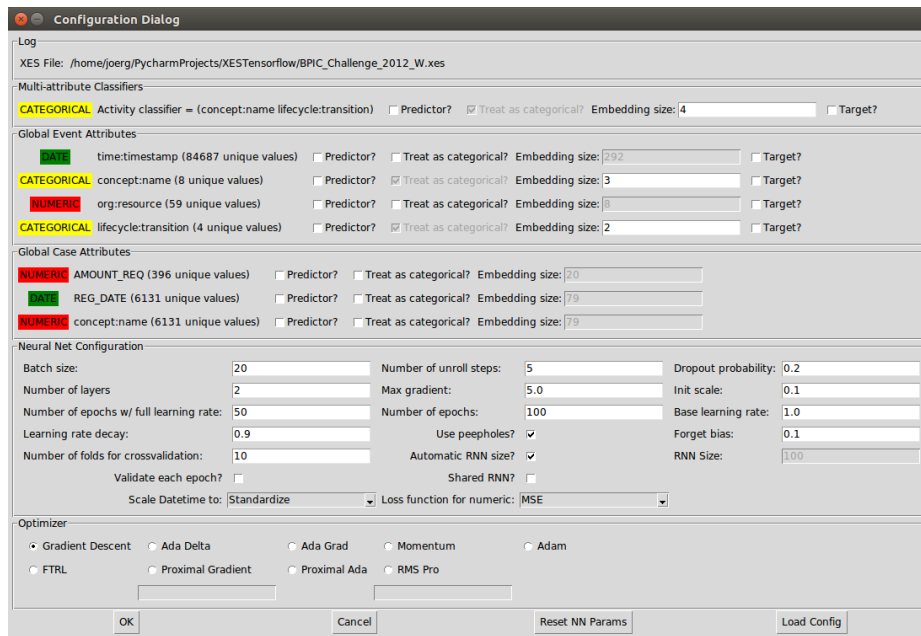 Configuration Dialog
Log
XES File: /home/joerg/PycharmProjects/XESTensorflow/BPIC_Challenge_2012_W.xes
Multi-attribute Classifiers
CATEGORICAL Activity classifier = (concept:name lifecycle:transition) Predictor? Treat as categorical? Embedding size: 4 Target?
Global Event Attributes
DATE time:timestamp (84687 unique values) Predictor? Treat as categorical? Embedding size: 292 Target?
CATEGORICAL concept:name (8 unique values) Predictor? Treat as categorical? Embedding size: 3 Target?
NUMERIC org:resource (59 unique values) Predictor? Treat as categorical? Embedding size: 8 Target?
CATEGORICAL lifecycle:transition (4 unique values) Predictor? Treat as categorical? Embedding size: 2 Target?
Global Case Attributes
NUMERIC AMOUNT_REQ (396 unique values) Predictor? Treat as categorical? Embedding size: 20
DATE REG_DATE (6131 unique values) Predictor? Treat as categorical? Embedding size: 79
NUMERIC concept:name (6131 unique values) Predictor? Treat as categorical? Embedding size: 79
Neural Net Configuration
Batch size: 20 Number of unroll steps: 5 Dropout probability: 0.2
Number of layers 2 Max gradient: 5.0 Init scale: 0.1
Number of epochs w/ full learning rate: 50 Number of epochs: 100 Base learning rate: 1.0
Learning rate decay: 0.9 Use peepholes? Forget bias: 0.1
Number of folds for crossvalidation: 10 Automatic RNN size? RNN Size: 100
Validate each epoch? Shared RNN?
Scale Datetime to: Standardize Loss function for numeric: MSE
Optimizer
Gradient Descent Ada Delta Ada Grad Momentum Adam
FTRL Proximal Gradient Proximal Ada RMS Pro
OK Cancel Reset NN Params Load Config